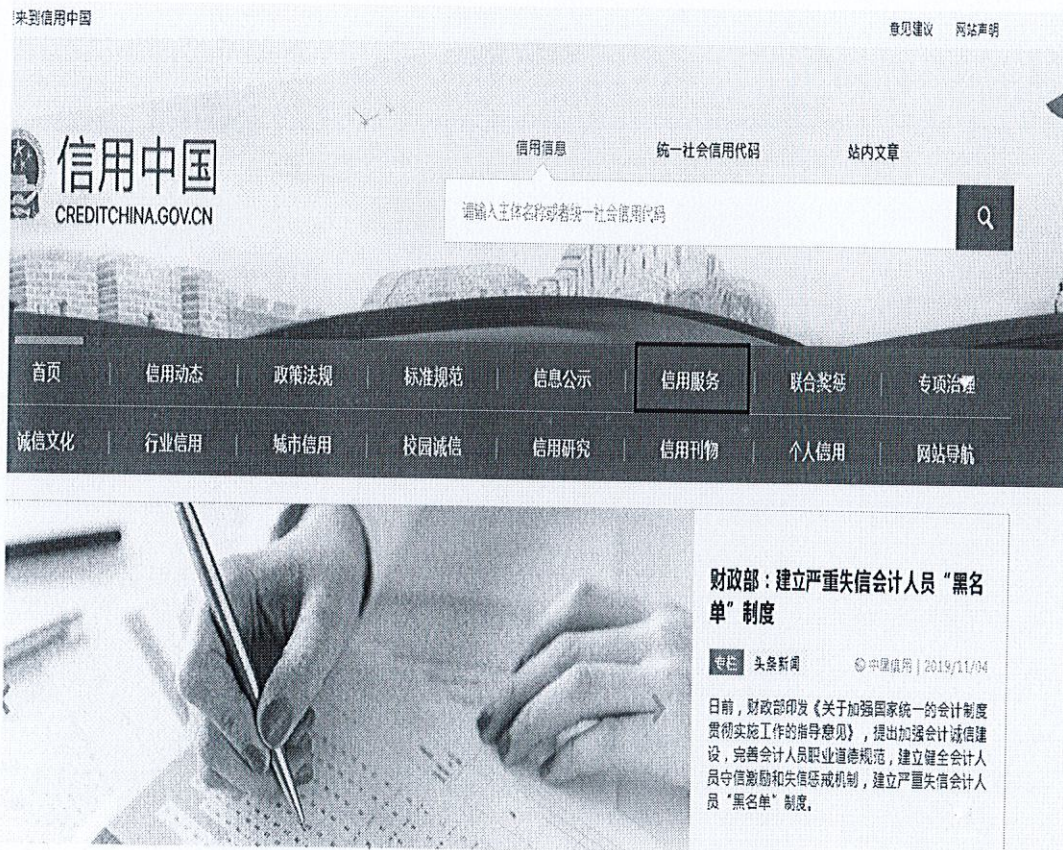 来到信用中国
意见建议 网站声明
信用中国
CREDITCHINA.GOV.CN
信用信息 统一社会信用代码 站内文章
请输入主体名称或者统一社会信用代码
首页 信用动态 政策法规 标准规范 信息公示 信用服务 联合奖惩 专项治理
诚信文化 行业信用 城市信用 校园诚信 信用研究 信用刊物 个人信用 网站导航
财政部：建立严重失信会计人员“黑名
单”制度
专栏 头条新闻 中国信用 | 2019/11/04
日前，财政部印发《关于加强国家统一的会计制度
贯彻实施工作的指导意见》，提出加强会计诚信建
设，完善会计人员职业道德规范，建立健全会计人
员守信激励和失信惩戒机制，建立严重失信会计人
员“黑名单”制度。